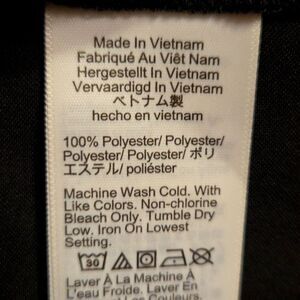 Made In Vietnam
Fabriqué Au Viêt Nam
Hergestellt In Vietnam
Vervaardigd In Vietnam
ベトナム製
hecho en vietnam
100% Polyester/ Polyester/
Polyester/ Polyester/ ポリ
エステル/ poliéster
Machine Wash Cold. With
Like Colors. Non-chlorine
Bleach Only. Tumble Dry
Low. Iron On Lowest
Setting.
30
Laver À La Machine À
L'eau Froide. Laver En
Les Couleurs